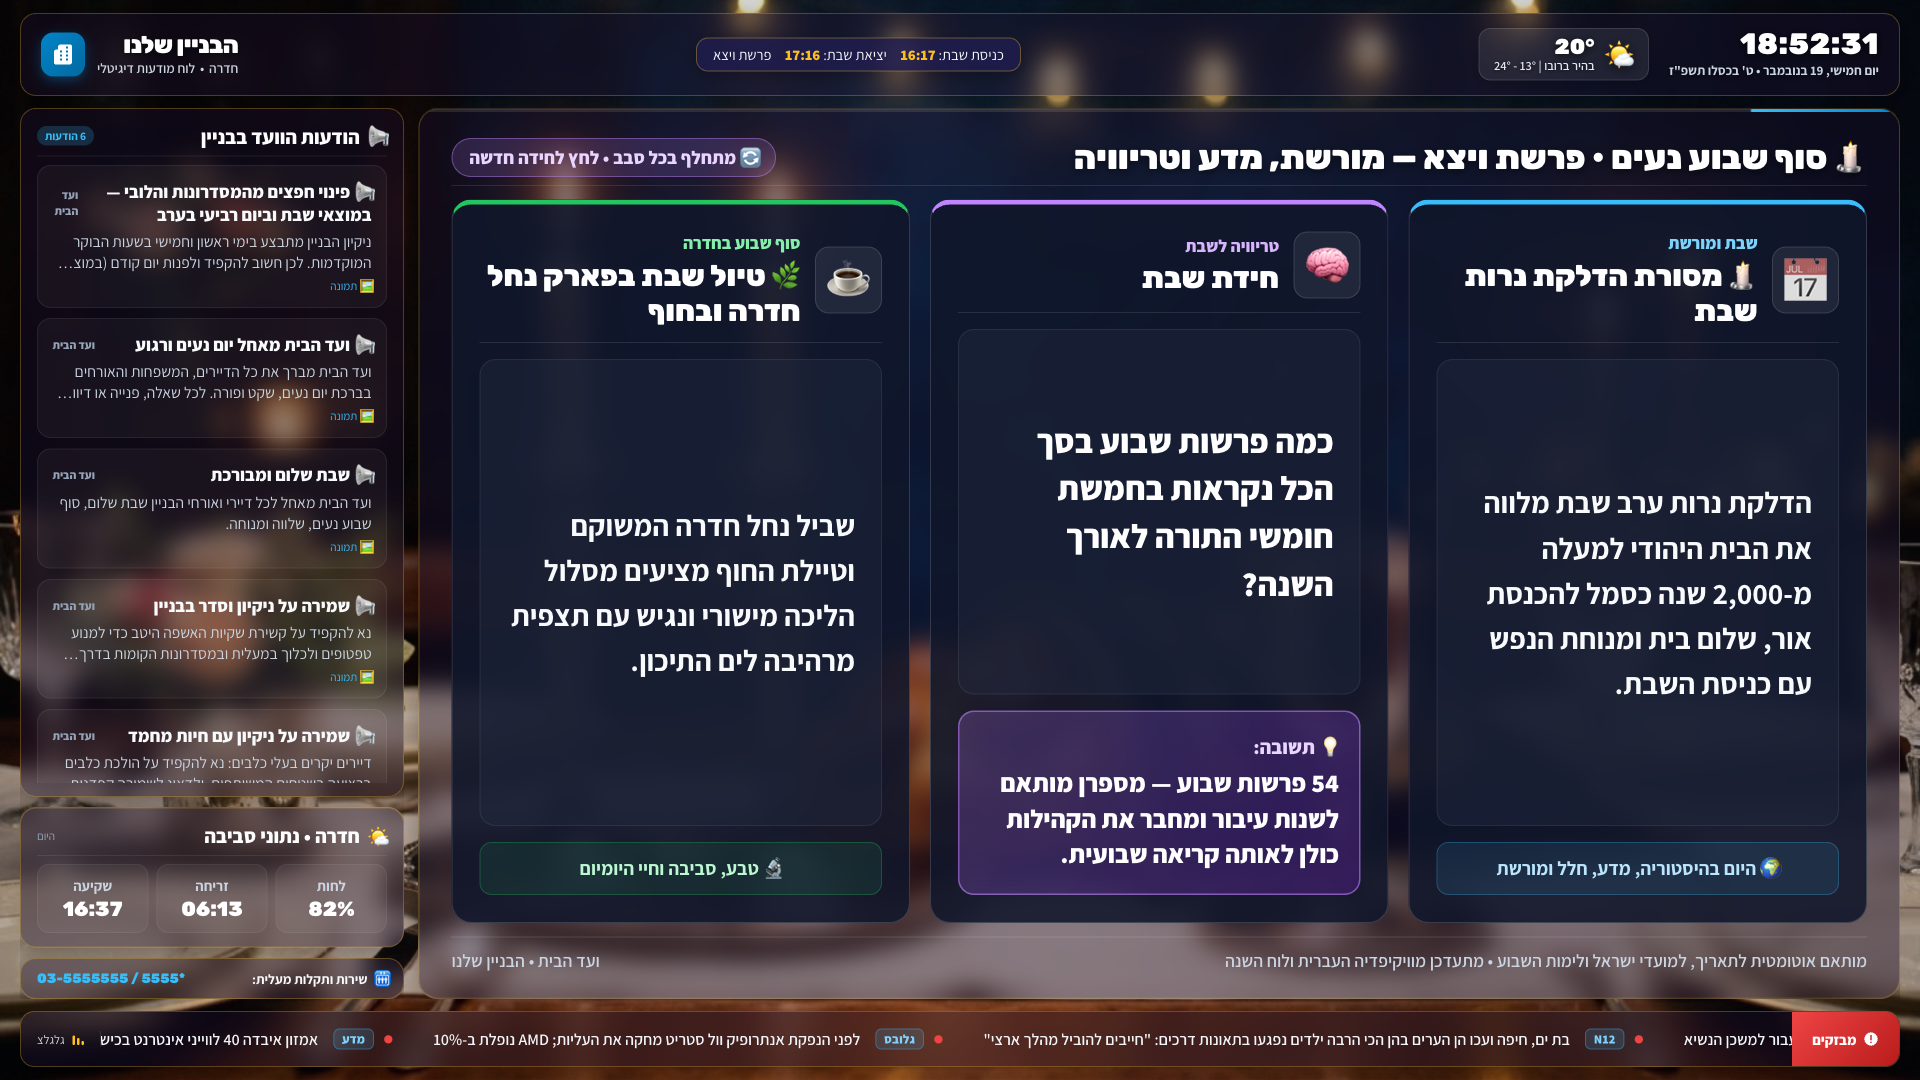 18:52:31
יום חמישי, 19 בנובמבר • ט' בכסלו תשפ"ז
20°
בהיר ברובו | 13° - 24°
כניסת שבת: 16:17 יציאת שבת: 17:16 פרשת ויצא
הבניין שלנו
חדרה • לוח מודעות דיגיטלי
סוף שבוע נעים • פרשת ויצא — מורשת, מדע וטריוויה
מתחלף בכל סבב • לחץ לחידה חדשה
JUL
17
שבת ומורשת
מסורת הדלקת נרות
שבת
הדלקת נרות ערב שבת מלווה
את הבית היהודי למעלה
מ-2,000 שנה כסמל להכנסת
אור, שלום בית ומנוחת הנפש
עם כניסת השבת.
היום בהיסטוריה, מדע, חלל ומורשת
טריוויה לשבת
חידת שבת
כמה פרשות שבוע בסך
הכל נקראות בחמשת
חומשי התורה לאורך
השנה?
תשובה:
54 פרשות שבוע — מספרן מותאם
לשנות עיבור ומחבר את הקהילות
כולן לאותה קריאה שבועית.
סוף שבוע בחדרה
טיול שבת בפארק נחל
חדרה ובחוף
שביל נחל חדרה המשוקם
וטיילת החוף מציעים מסלול
הליכה מישורי ונגיש עם תצפית
מרהיבה לים התיכון.
טבע, סביבה וחיי היומיום
מותאם אוטומטית לתאריך, למועדי ישראל ולימות השבוע • מתעדכן מוויקיפדיה העברית ולוח השנה
ועד הבית • הבניין שלנו
הודעות הוועד בבניין
6 הודעות
פינוי חפצים מהמסדרונות והלובי —
במוצאי שבת וביום רביעי בערב
ועד
הבית
ניקיון הבניין מתבצע בימי ראשון וחמישי בשעות הבוקר
המוקדמות. לכן חשוב להקפיד ולפנות יום קודם (במוצ...
תמונה
ועד הבית מאחל יום נעים ורגוע
ועד הבית
ועד הבית מברך את כל הדיירים, המשפחות והאורחים
בברכת יום נעים, שקט ופורה. לכל שאלה, פנייה או דיוו...
תמונה
שבת שלום ומבורכת
ועד הבית
ועד הבית מאחל לכל דיירי ואורחי הבניין שבת שלום, סוף
שבוע נעים, שלווה ומנוחה.
תמונה
שמירה על ניקיון וסדר בבניין
ועד הבית
נא להקפיד על קשירת שקיות האשפה היטב כדי למנוע
טפטופים ולכלוך במעלית ובמסדרונות הקומות בדרך...
תמונה
שמירה על ניקיון עם חיות מחמד
ועד הבית
דיירים יקרים בעלי כלבים: נא להקפיד על הולכת כלבים
חדרה • נתוני סביבה
היום
לחות
82%
זריחה
06:13
שקיעה
16:37
שירות ותקלות מעלית:
03-5555555 / 5555*
מבזקים
עבור למשכן הנשיא
N12
בת ים, חיפה ועכו הן הערים בהן הכי הרבה ילדים נפגעו בתאונות דרכים: "חייבים להוביל מהלך ארצי"
גלובס
לפני הנפקת אנתרופיק וול סטריט מחקה את העליות; AMD נופלת ב-10%
מדע
אמזון איבדה 40 לווייני אינטרנט בכיש
גלגלצ